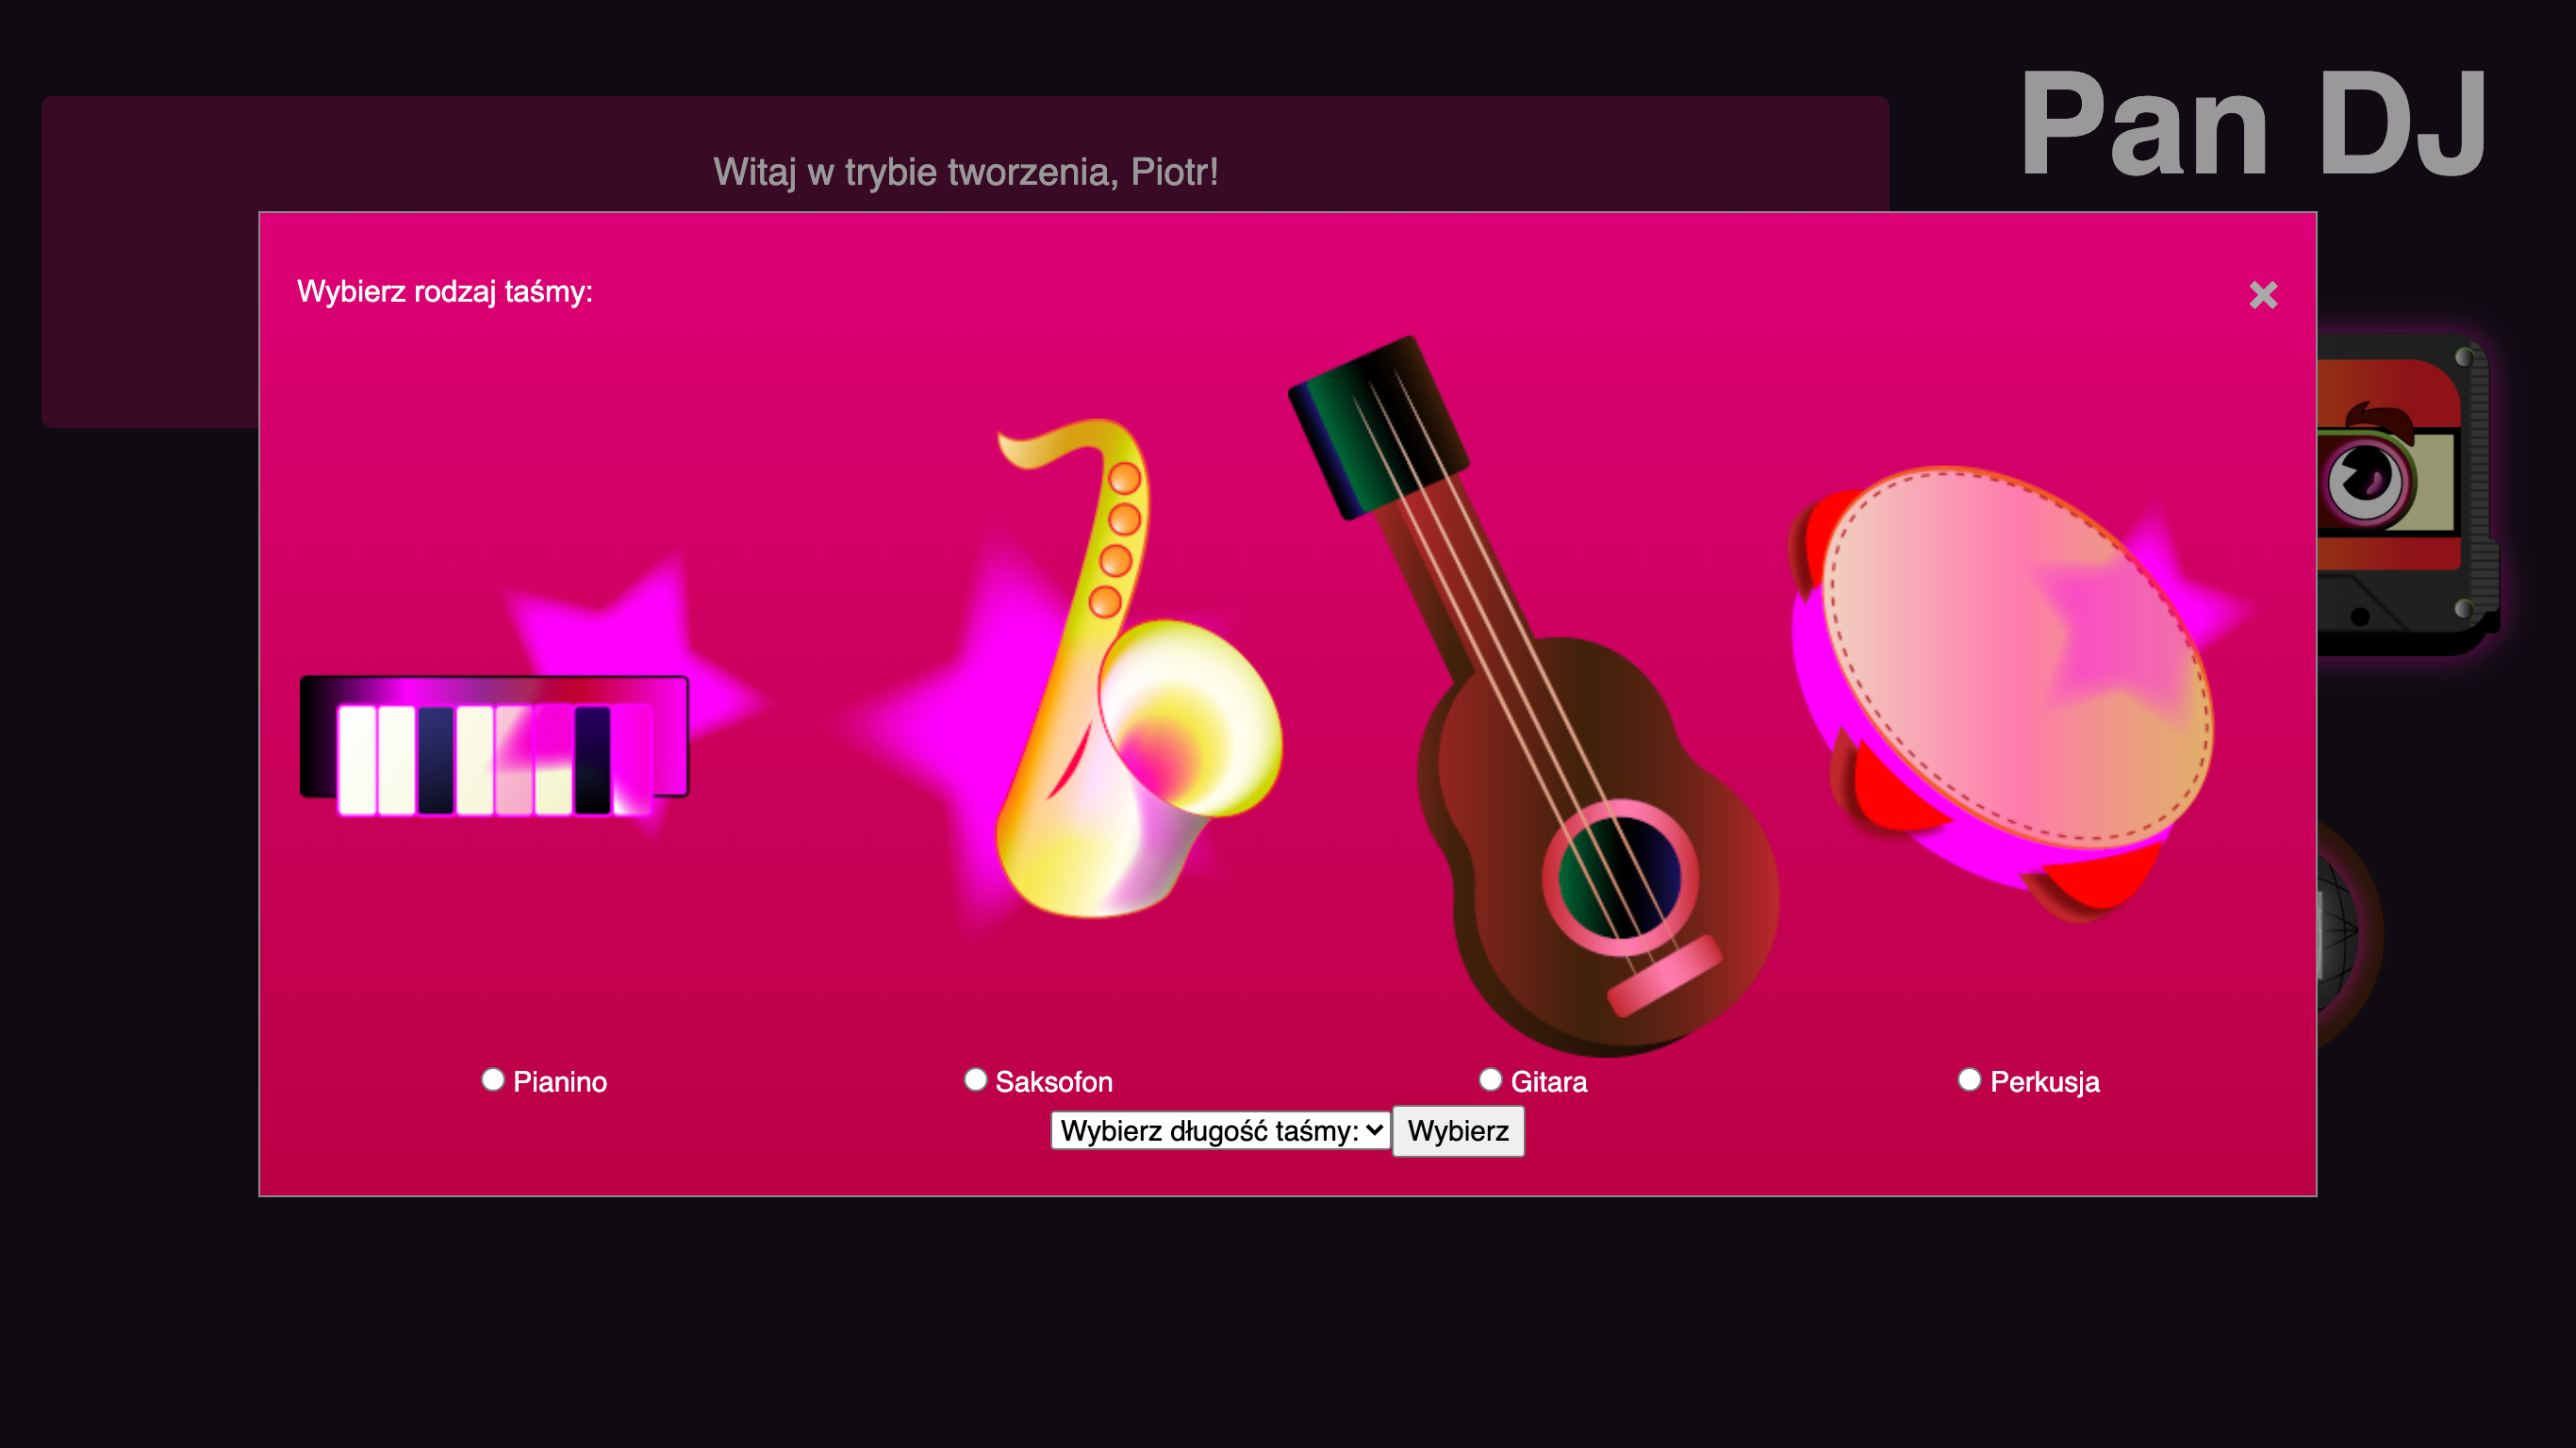 Pan DJ
Witaj w trybie tworzenia, Piotr!
Wybierz rodzaj taśmy:
Pianino
Saksofon
Gitara
Perkusja
Wybierz długość taśmy:
Wybierz